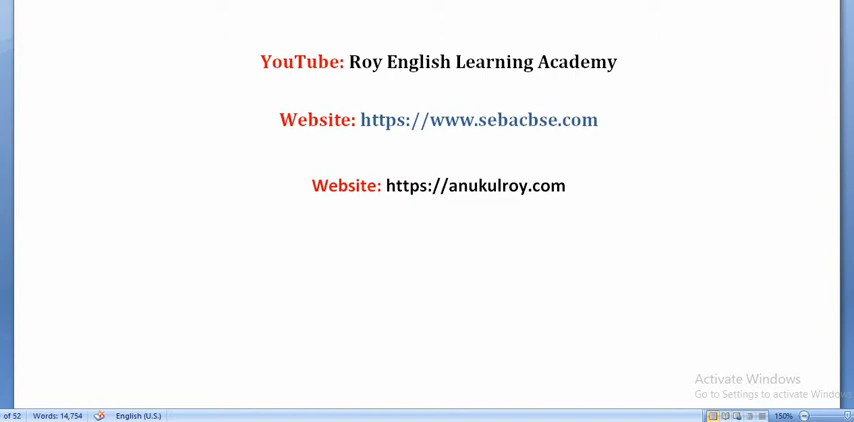 YouTube: Roy English Learning Academy
Website: https://www.sebacbse.com
Website: https://anukulroy.com
Activate Windows
Go to Settings to activate Windows
of 52 Words: 14,754 English (U.S.) 150%